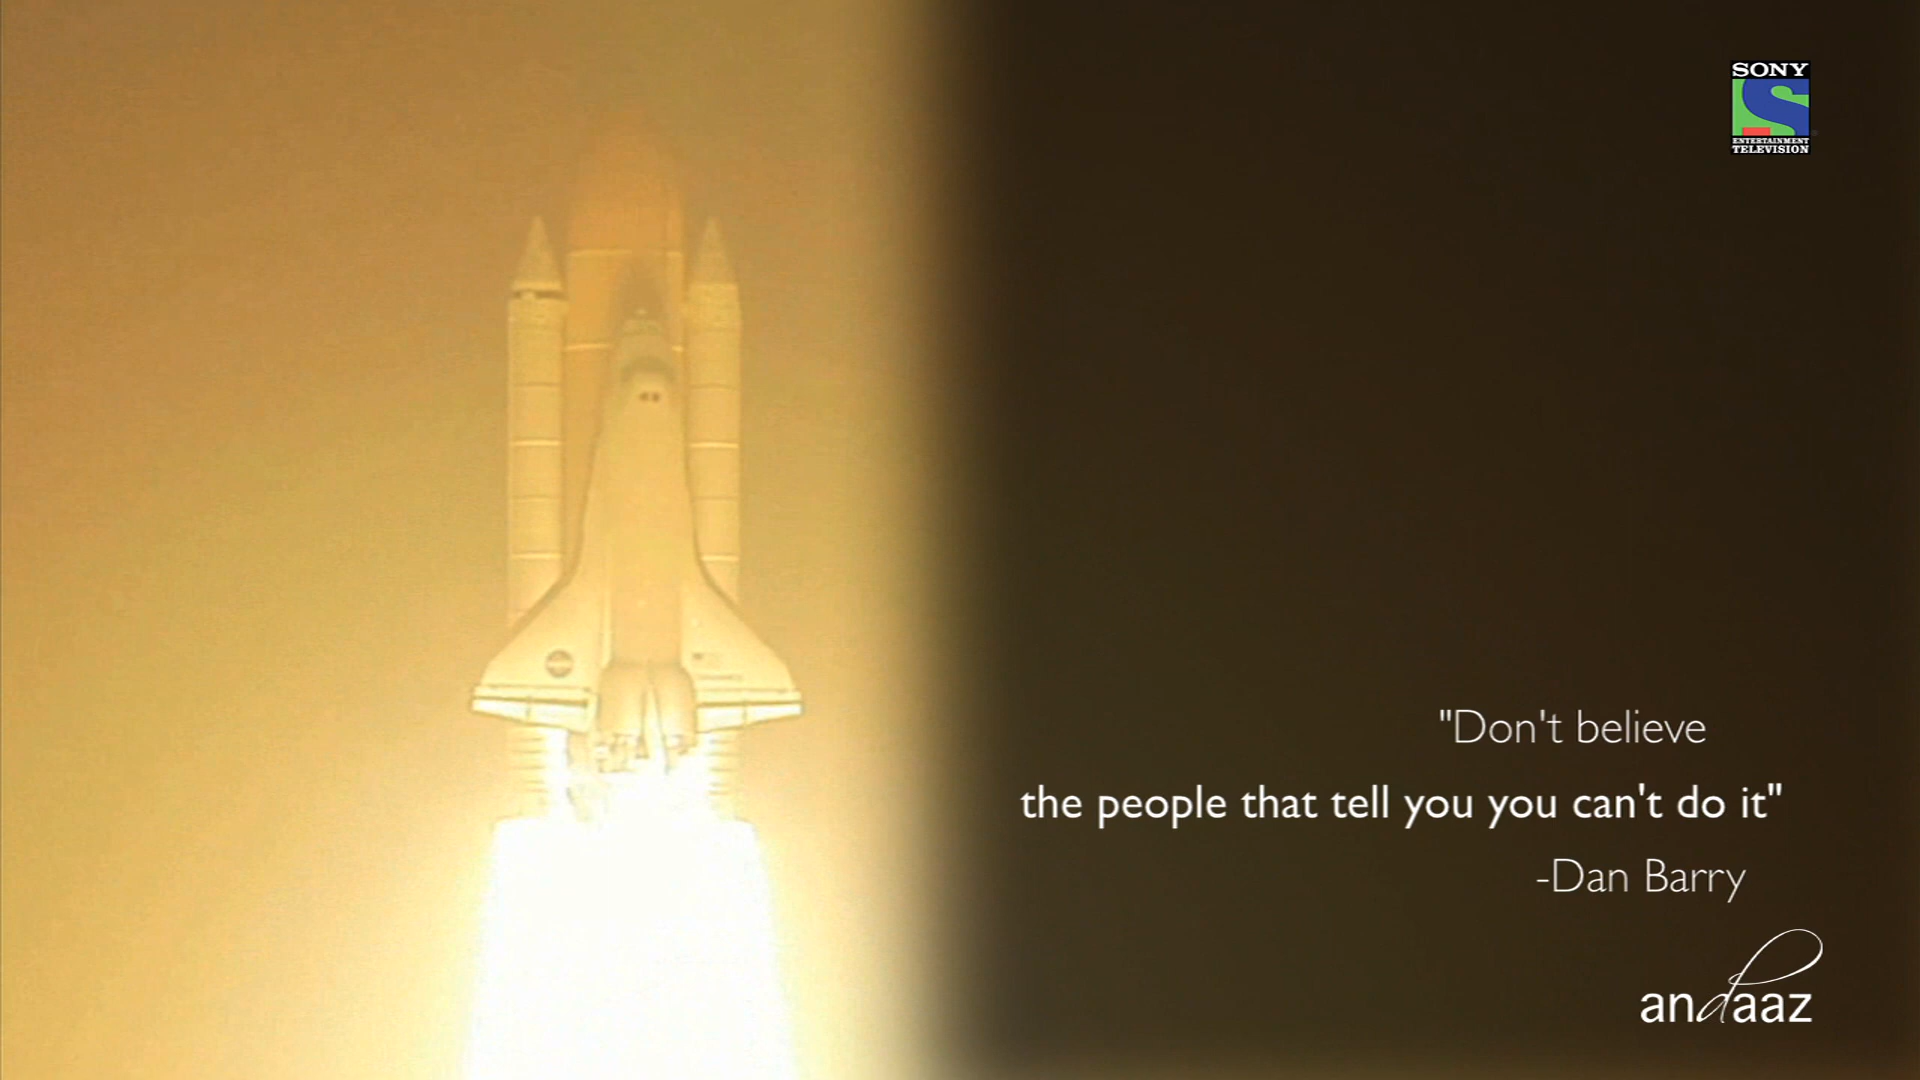 SONY
ENTERTAINMENT
TELEVISION
"Don't believe
the people that tell you you can't do it"
-Dan Barry
andaaz